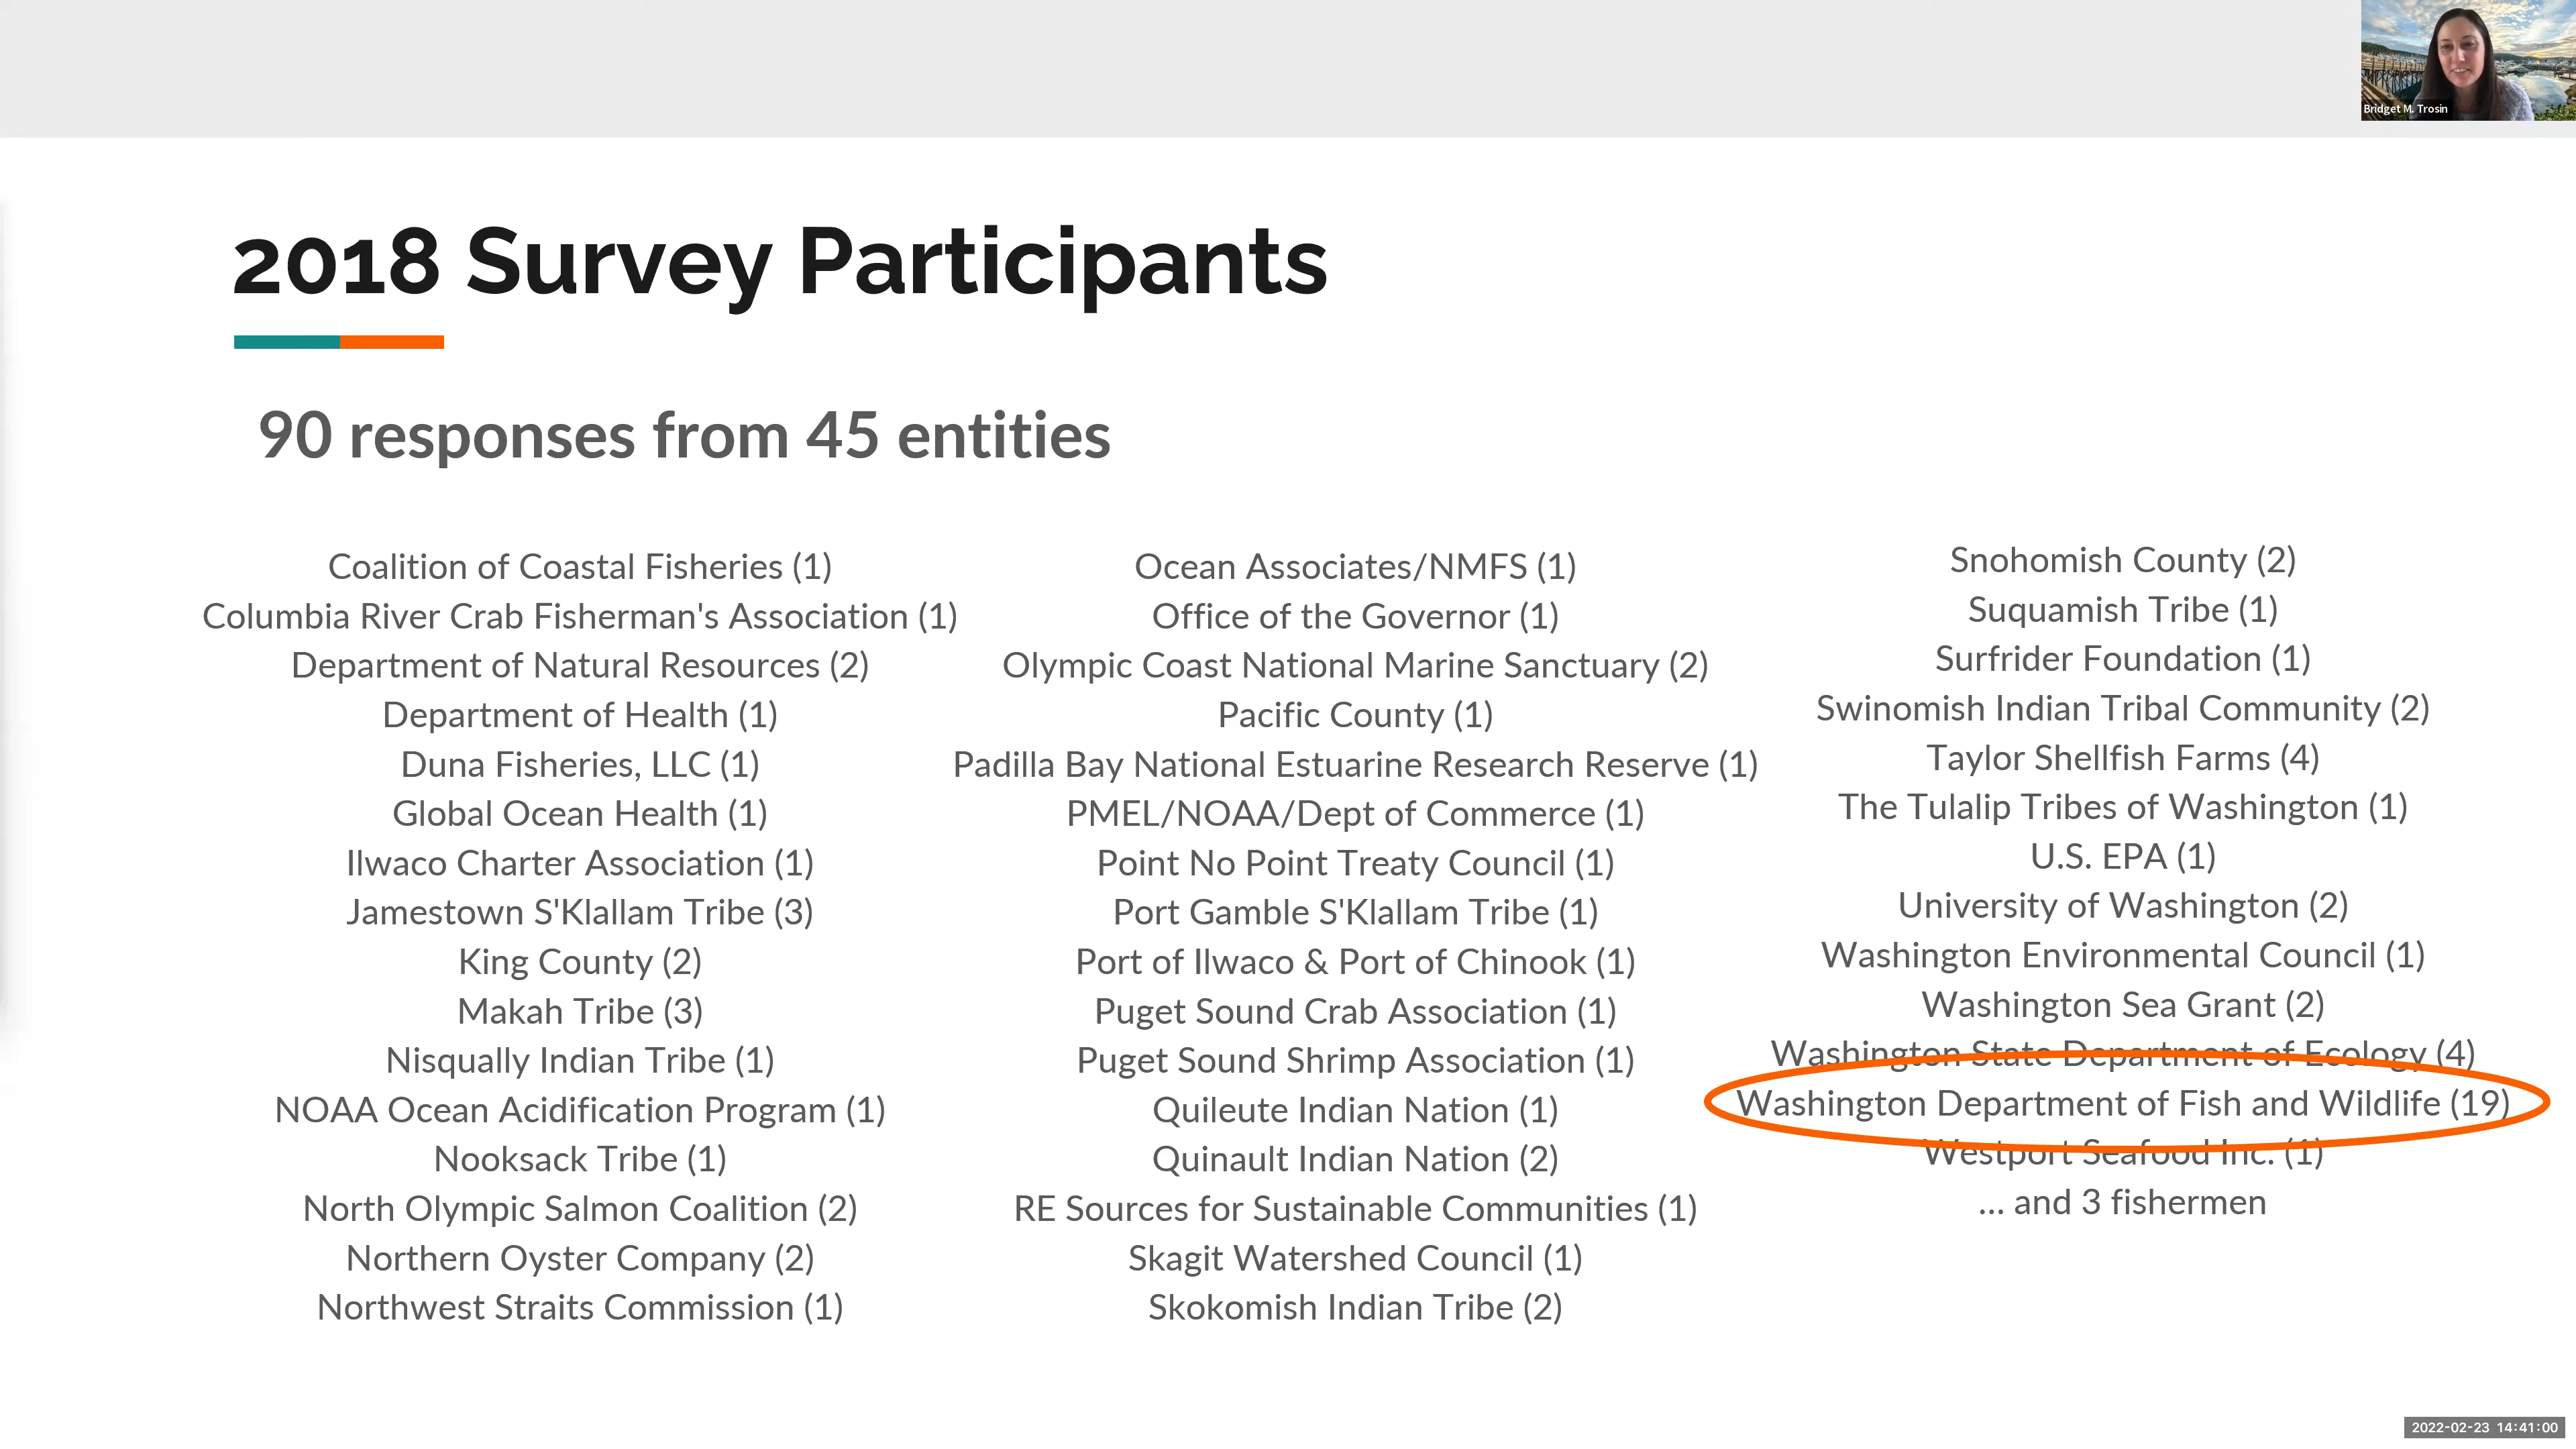 Bridget M. Trosin
2018 Survey Participants
90 responses from 45 entities
Coalition of Coastal Fisheries (1)
Columbia River Crab Fisherman's Association (1)
Department of Natural Resources (2)
Department of Health (1)
Duna Fisheries, LLC (1)
Global Ocean Health (1)
Ilwaco Charter Association (1)
Jamestown S'Klallam Tribe (3)
King County (2)
Makah Tribe (3)
Nisqually Indian Tribe (1)
NOAA Ocean Acidification Program (1)
Nooksack Tribe (1)
North Olympic Salmon Coalition (2)
Northern Oyster Company (2)
Northwest Straits Commission (1)
Ocean Associates/NMFS (1)
Office of the Governor (1)
Olympic Coast National Marine Sanctuary (2)
Pacific County (1)
Padilla Bay National Estuarine Research Reserve (1)
PMEL/NOAA/Dept of Commerce (1)
Point No Point Treaty Council (1)
Port Gamble S'Klallam Tribe (1)
Port of Ilwaco & Port of Chinook (1)
Puget Sound Crab Association (1)
Puget Sound Shrimp Association (1)
Quileute Indian Nation (1)
Quinault Indian Nation (2)
RE Sources for Sustainable Communities (1)
Skagit Watershed Council (1)
Skokomish Indian Tribe (2)
Snohomish County (2)
Suquamish Tribe (1)
Surfrider Foundation (1)
Swinomish Indian Tribal Community (2)
Taylor Shellfish Farms (4)
The Tulalip Tribes of Washington (1)
U.S. EPA (1)
University of Washington (2)
Washington Environmental Council (1)
Washington Sea Grant (2)
Washington State Department of Ecology (4)
Washington Department of Fish and Wildlife (19)
Westport Seafood Inc. (1)
... and 3 fishermen
2022-02-23 14:41:00